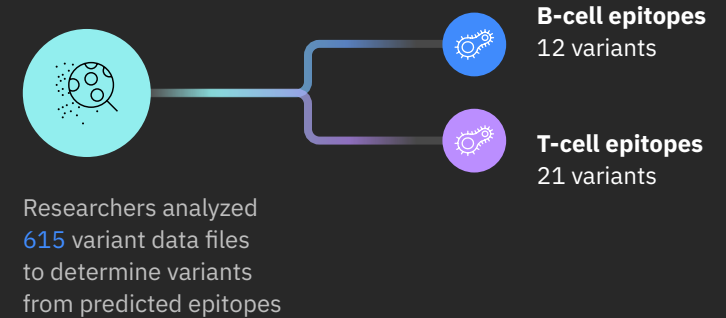 B-cell epitopes
12 variants
T-cell epitopes
21 variants
Researchers analyzed
615 variant data files
to determine variants
from predicted epitopes